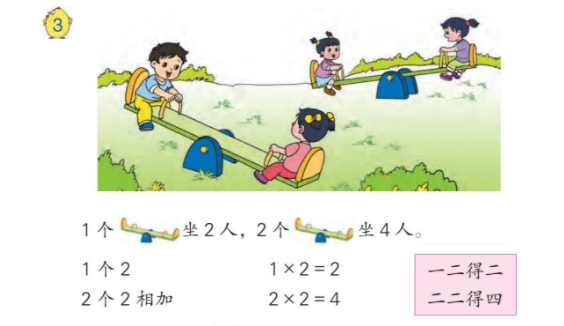 3
1个 坐2人，2个 坐4人。
1个2 1×2=2 一二得二
2个2相加 2×2=4 二二得四